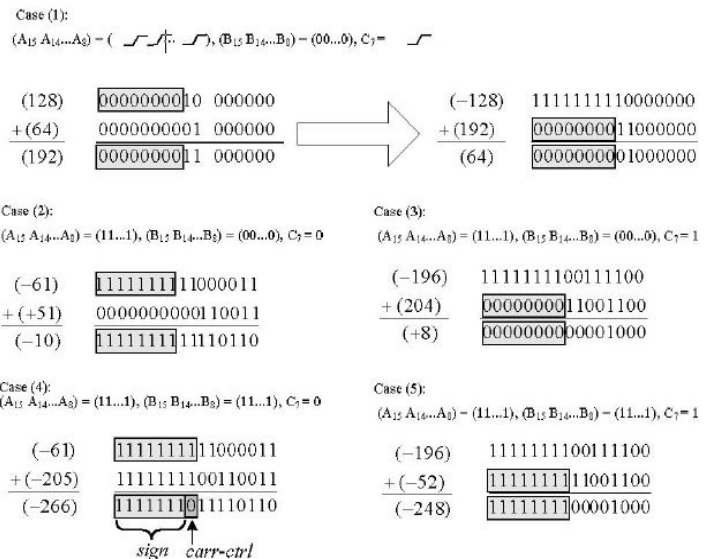 Case (1):
(A15 A14...A8) = ( ), (B15 B14...B8) = (00...0), C7 =
(128) 0000000010 000000
+(64) 0000000001 000000
(192) 0000000011 000000
(−128) 1111111110000000
+(192) 0000000011000000
(64) 0000000001000000
Case (2):
(A15 A14...A8) = (11...1), (B15 B14...B8) = (00...0), C7 = 0
(−61) 1111111111000011
+(+51) 0000000000110011
(−10) 1111111111110110
Case (3):
(A15 A14...A8) = (11...1), (B15 B14...B8) = (00...0), C7 = 1
(−196) 1111111100111100
+(204) 0000000011001100
(+8) 0000000000001000
Case (4):
(A15 A14...A8) = (11...1), (B15 B14...B8) = (11...1), C7 = 0
(−61) 1111111111000011
+(−205) 1111111100110011
(−266) 1111111011110110
sign carr-ctrl
Case (5):
(A15 A14...A8) = (11...1), (B15 B14...B8) = (11...1), C7 = 1
(−196) 1111111100111100
+(−52) 1111111111001100
(−248) 1111111100001000